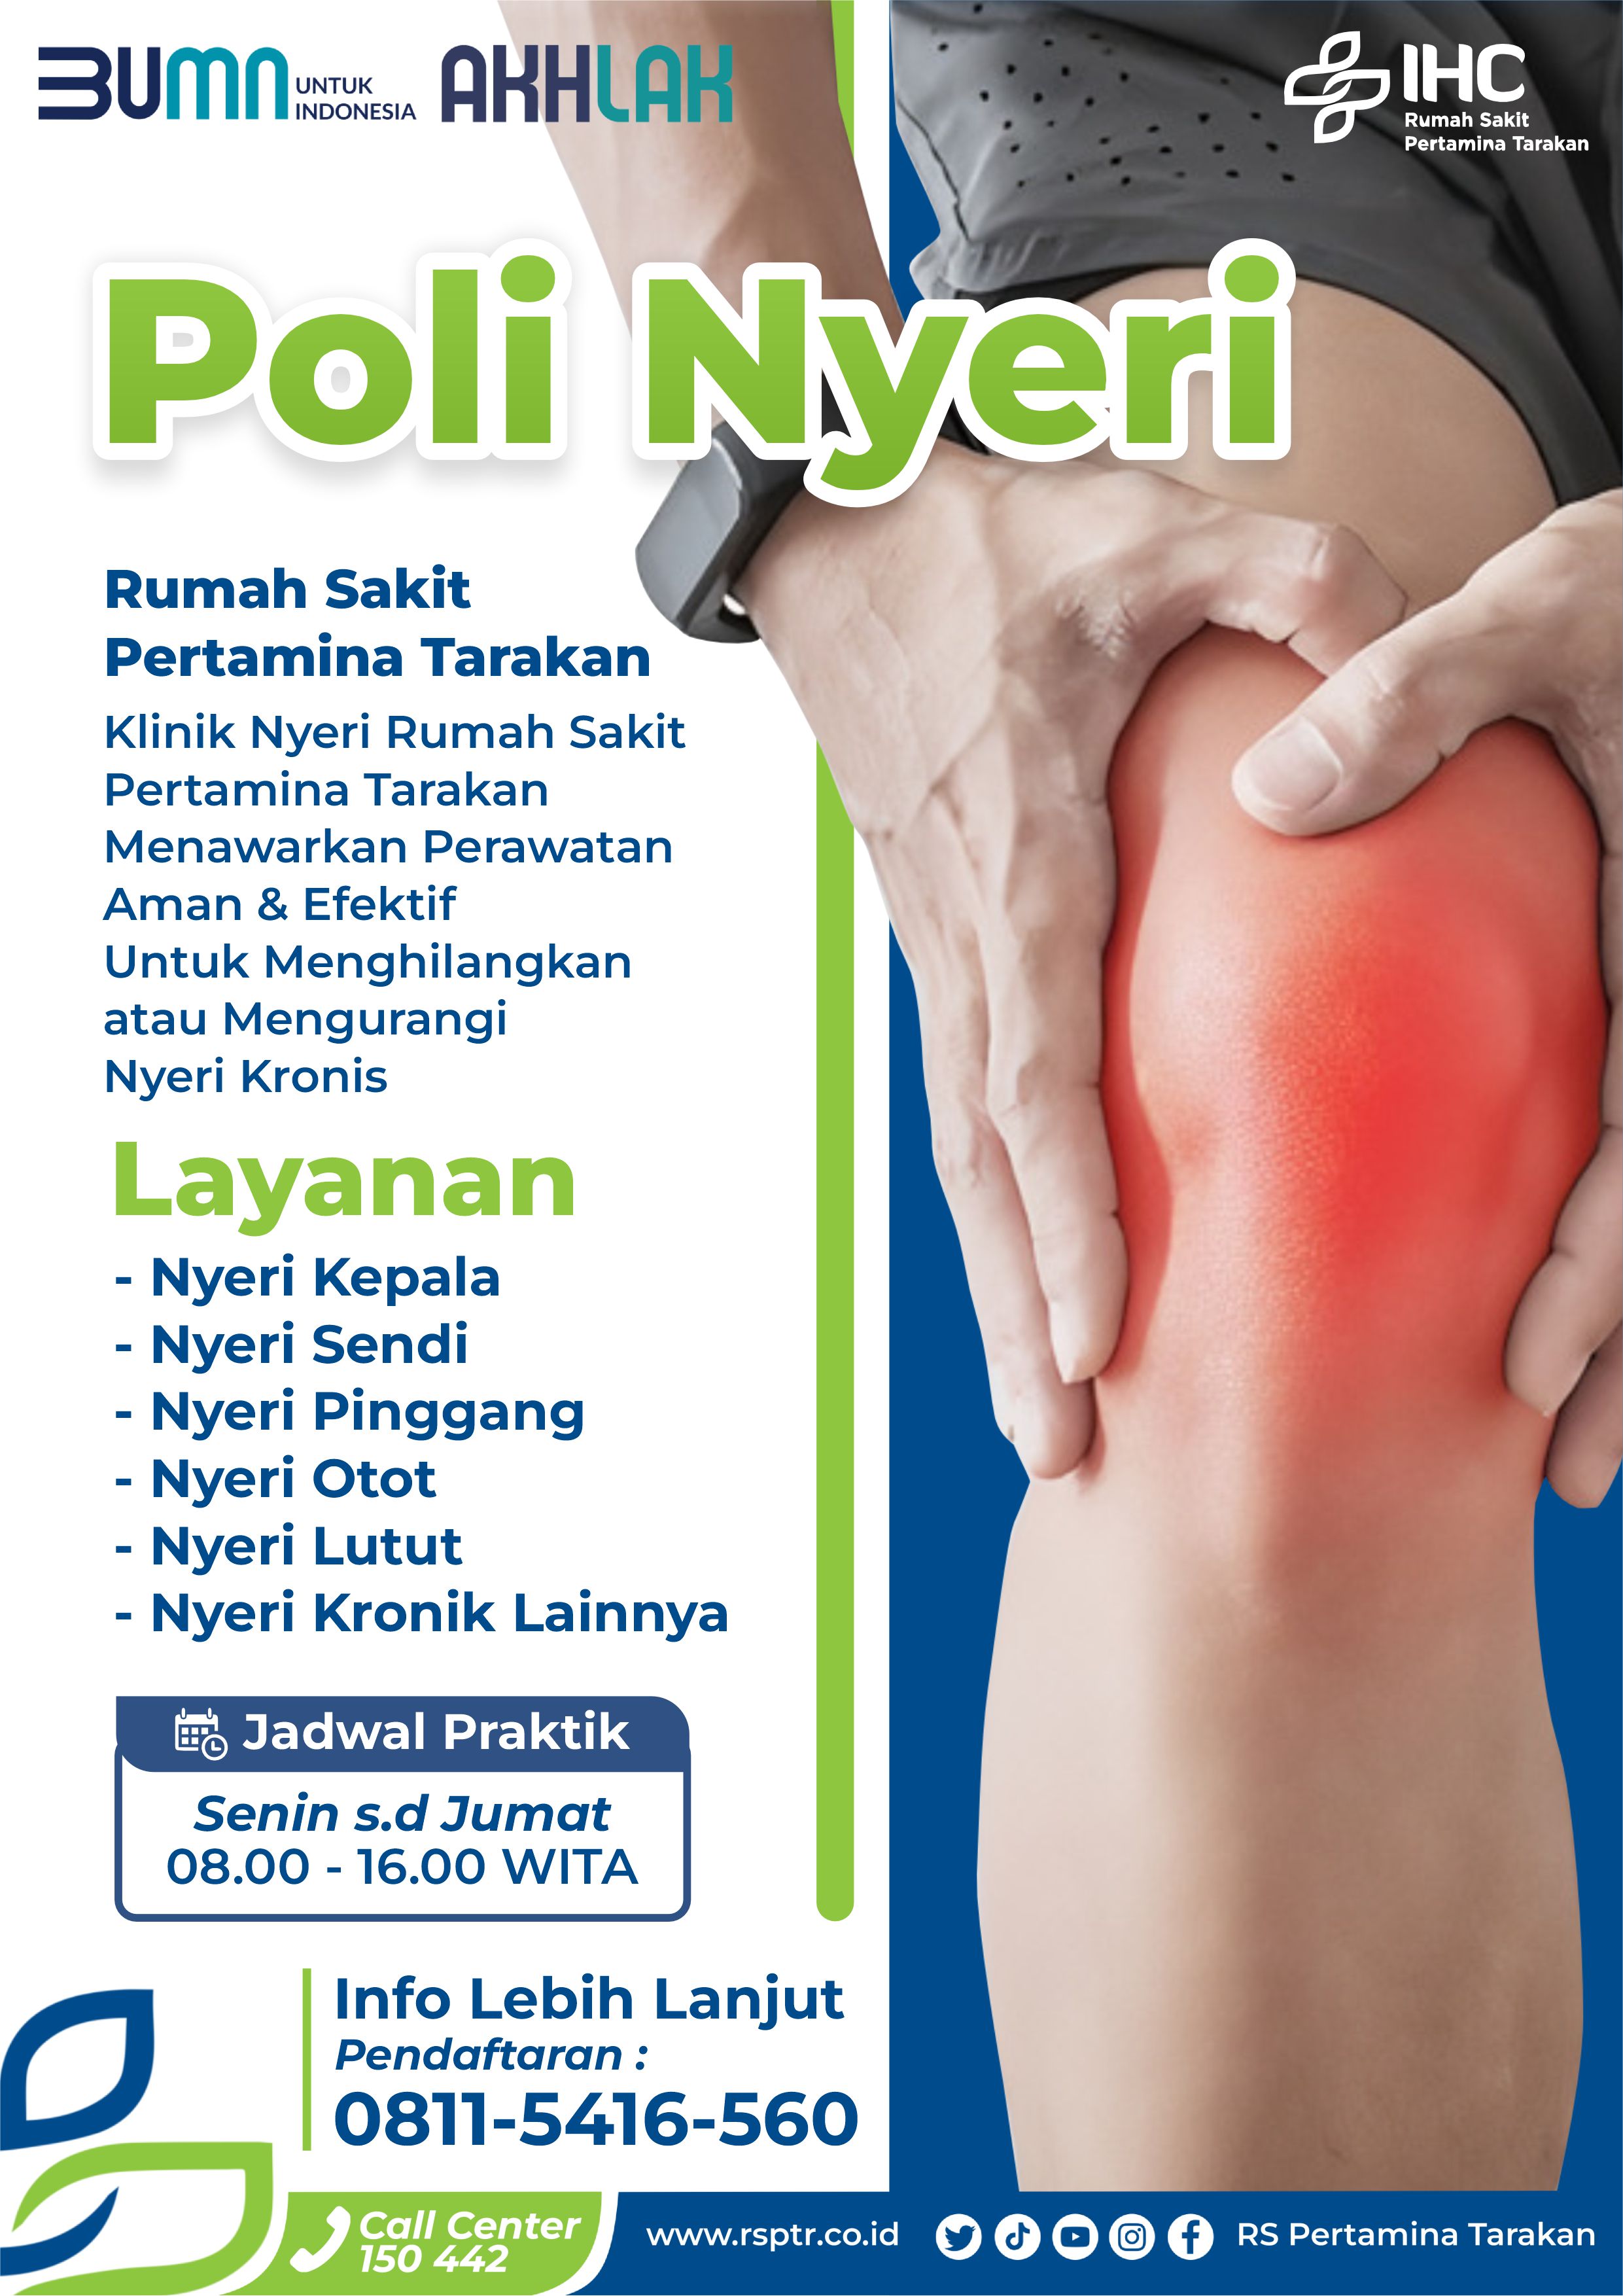 BUMN UNTUK
INDONESIA
AKHLAK
IHC
Rumah Sakit
Pertamina Tarakan
Poli Nyeri
Rumah Sakit
Pertamina Tarakan
Klinik Nyeri Rumah Sakit
Pertamina Tarakan
Menawarkan Perawatan
Aman & Efektif
Untuk Menghilangkan
atau Mengurangi
Nyeri Kronis
Layanan
- Nyeri Kepala
- Nyeri Sendi
- Nyeri Pinggang
- Nyeri Otot
- Nyeri Lutut
- Nyeri Kronik Lainnya
Jadwal Praktik
Senin s.d Jumat
08.00 - 16.00 WITA
Info Lebih Lanjut
Pendaftaran :
0811-5416-560
Call Center
150 442
www.rsptr.co.id
RS Pertamina Tarakan